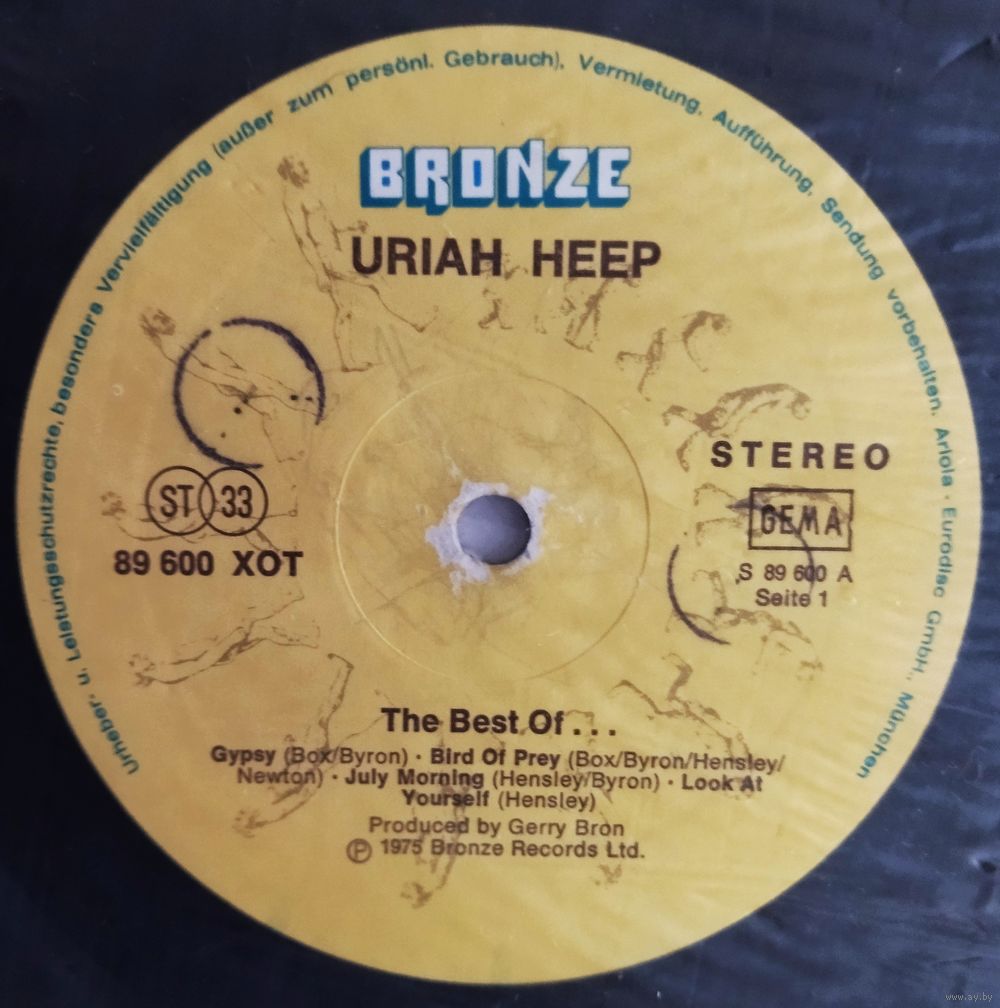 Urheber- u. Leistungsschutzrechte, besonders Vervielfältigung (außer zum persönl. Gebrauch), Vermietung, Aufführung, Sendung vorbehalten. Ariola · Eurodisc GmbH., München
BRONZE
URIAH HEEP
STEREO
ST 33
GEMA
89 600 XOT
S 89 600 A
Seite 1
The Best Of...
Gypsy (Box/Byron) · Bird Of Prey (Box/Byron/Hensley/
Newton) · July Morning (Hensley/Byron) · Look At
Yourself (Hensley)
Produced by Gerry Bron
℗ 1975 Bronze Records Ltd.
www.ay.by